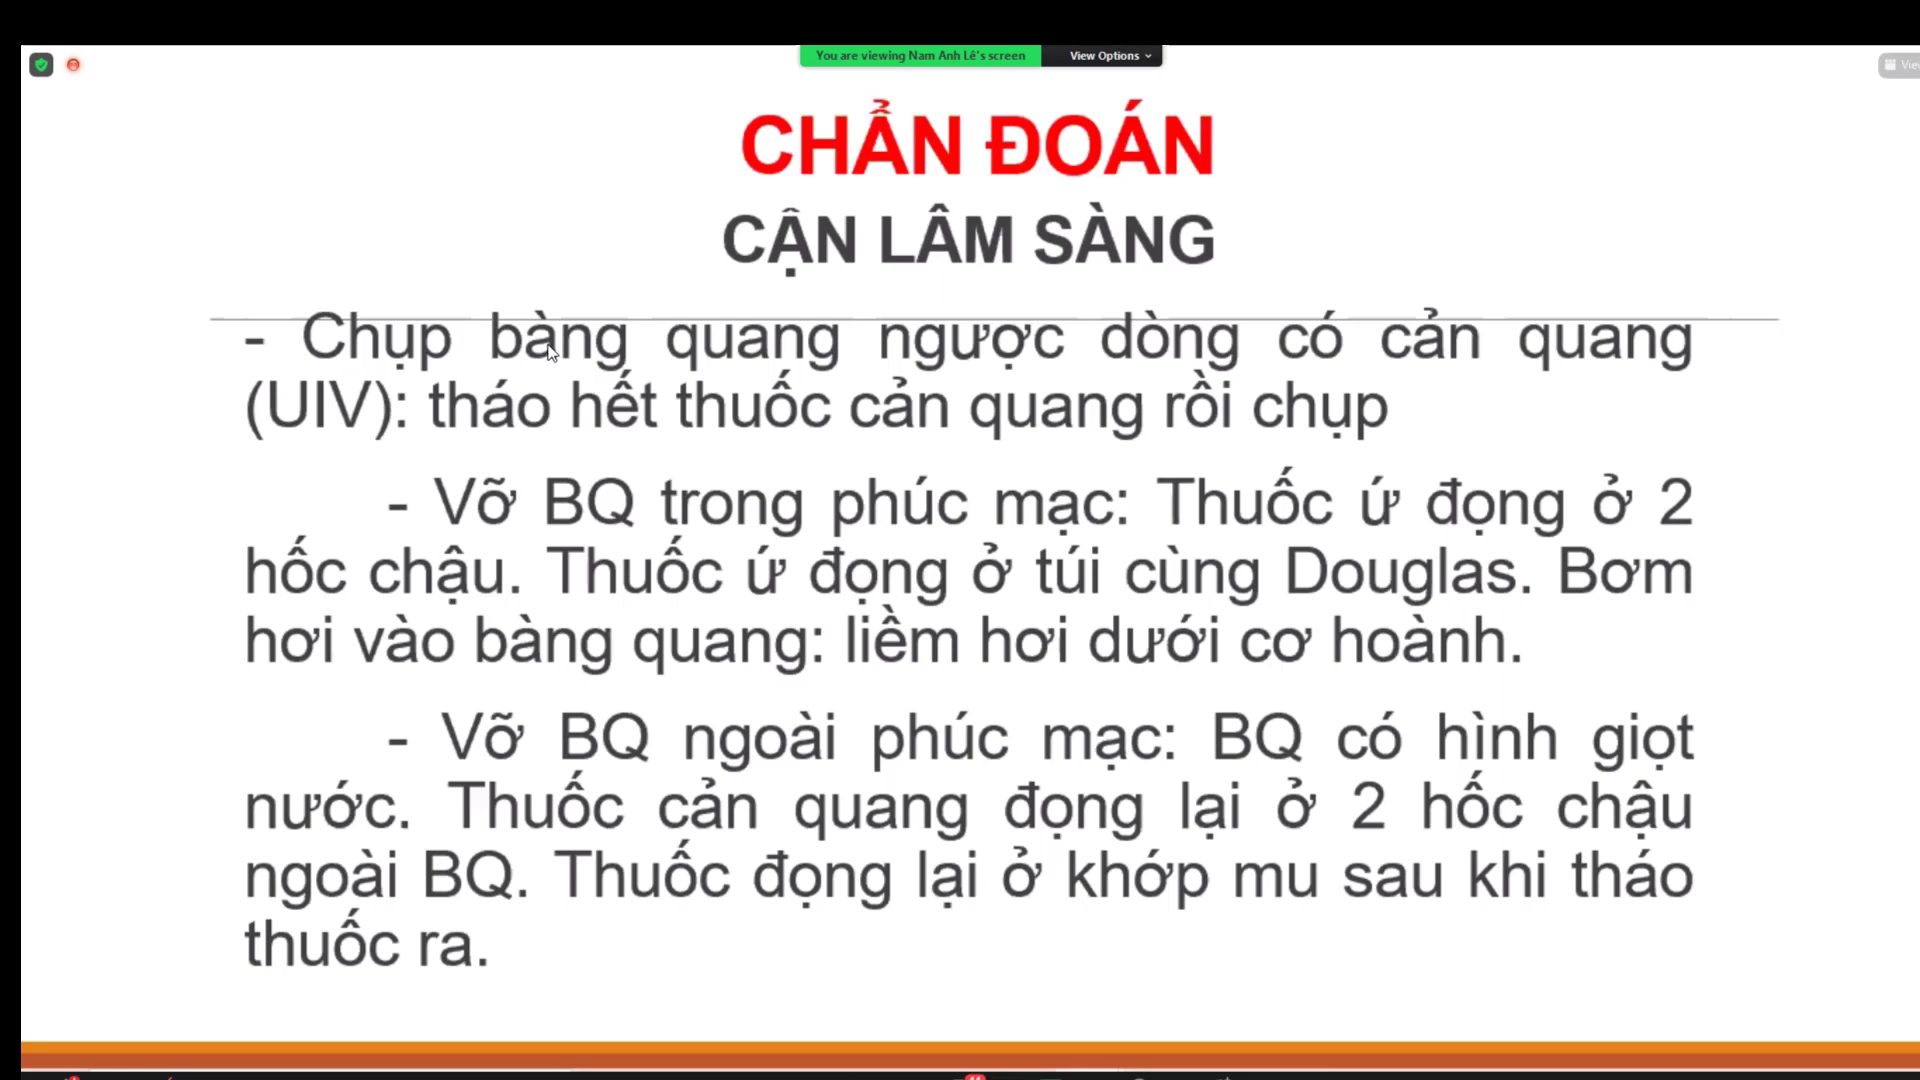 You are viewing Nam Anh Lê's screen View Options
CHẨN ĐOÁN
CẬN LÂM SÀNG
- Chụp bàng quang ngược dòng có cản quang
(UIV): tháo hết thuốc cản quang rồi chụp
- Vỡ BQ trong phúc mạc: Thuốc ứ đọng ở 2
hốc chậu. Thuốc ứ đọng ở túi cùng Douglas. Bơm
hơi vào bàng quang: liềm hơi dưới cơ hoành.
- Vỡ BQ ngoài phúc mạc: BQ có hình giọt
nước. Thuốc cản quang đọng lại ở 2 hốc chậu
ngoài BQ. Thuốc đọng lại ở khớp mu sau khi tháo
thuốc ra.